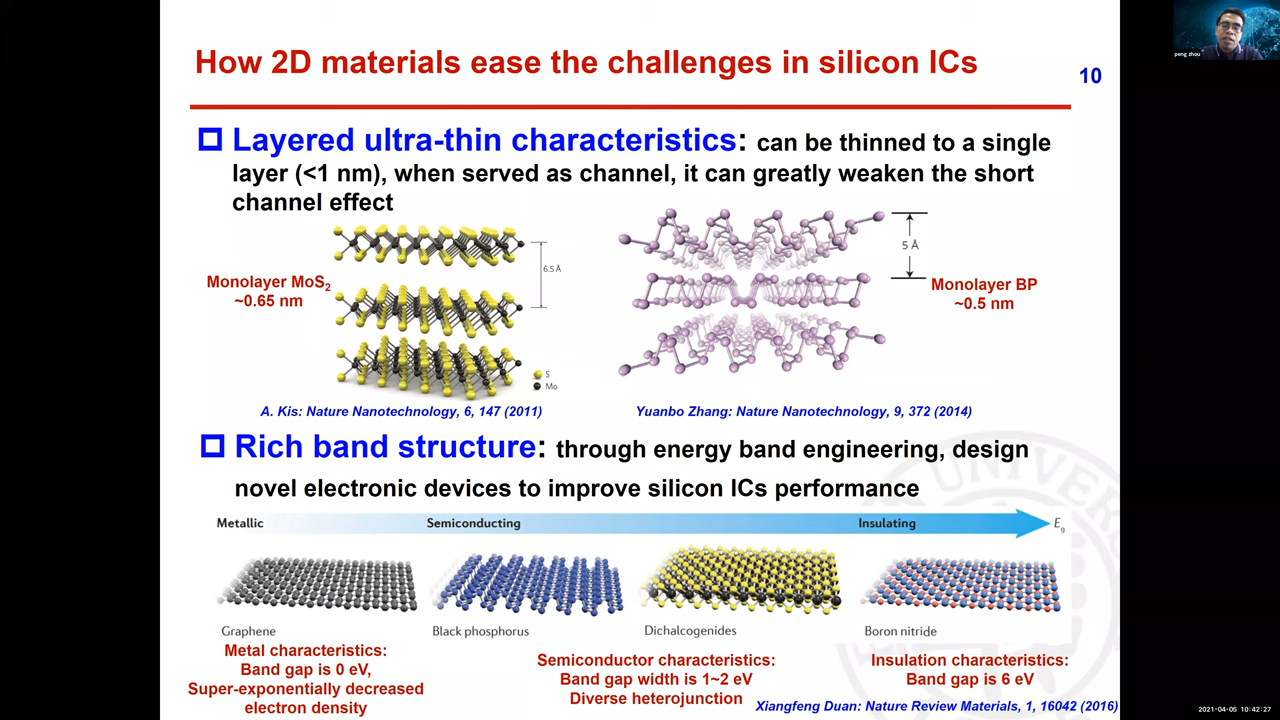 How 2D materials ease the challenges in silicon ICs
10
peng zhou
Layered ultra-thin characteristics: can be thinned to a single
layer (<1 nm), when served as channel, it can greatly weaken the short
channel effect
Monolayer MoS2
~0.65 nm
6.5 Å
S
Mo
5 Å
Monolayer BP
~0.5 nm
A. Kis: Nature Nanotechnology, 6, 147 (2011)
Yuanbo Zhang: Nature Nanotechnology, 9, 372 (2014)
Rich band structure: through energy band engineering, design
novel electronic devices to improve silicon ICs performance
Metallic
Semiconducting
Insulating
Eg
Graphene
Black phosphorus
Dichalcogenides
Boron nitride
Metal characteristics:
Band gap is 0 eV,
Super-exponentially decreased
electron density
Semiconductor characteristics:
Band gap width is 1~2 eV
Diverse heterojunction
Insulation characteristics:
Band gap is 6 eV
Xiangfeng Duan: Nature Review Materials, 1, 16042 (2016)
2021-04-05 10:42:27